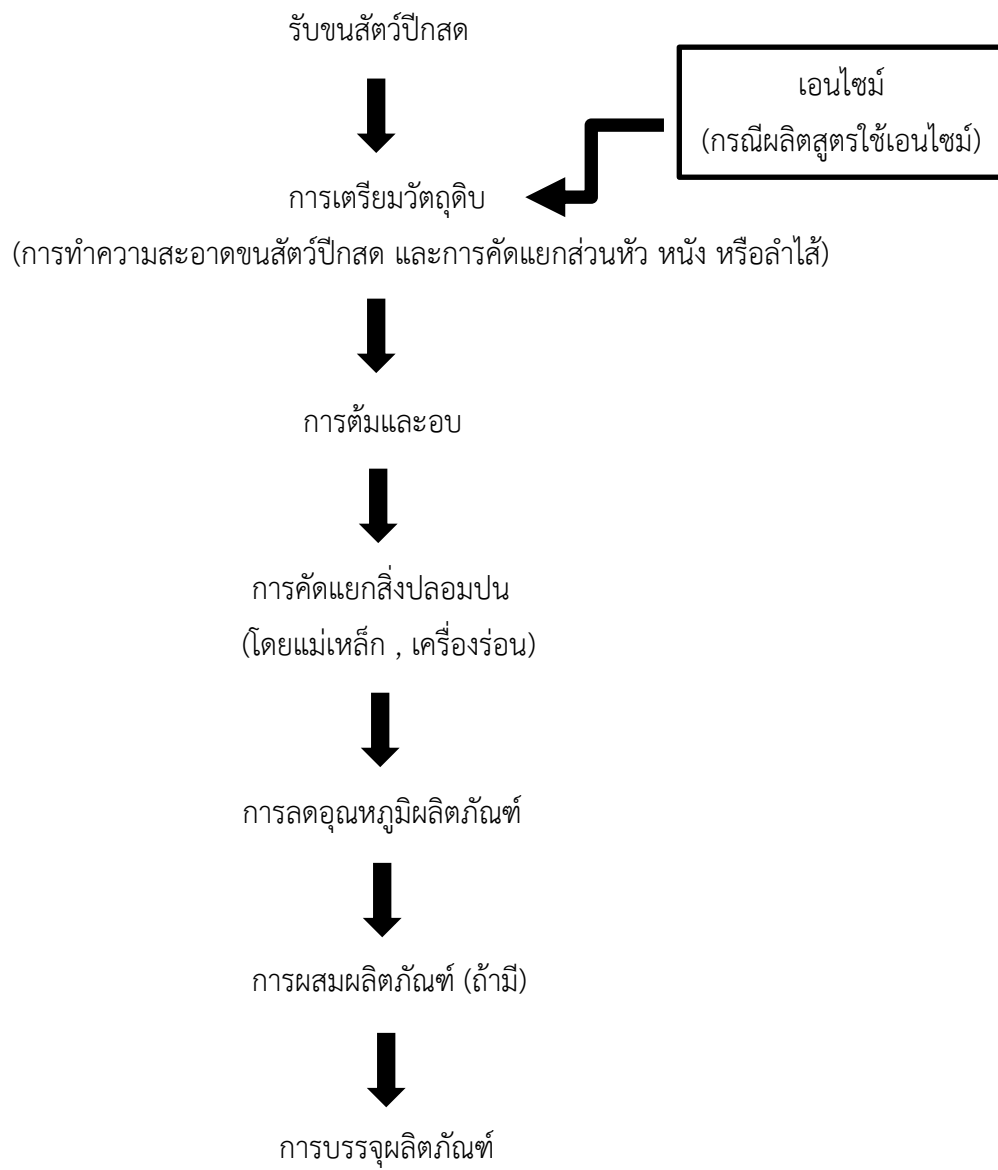 รับขนสัตว์ปีกสด
เอนไซม์
(กรณีผลิตสูตรใช้เอนไซม์)
การเตรียมวัตถุดิบ
(การทำความสะอาดขนสัตว์ปีกสด และการคัดแยกส่วนหัว หนัง หรือลำไส้)
การต้มและอบ
การคัดแยกสิ่งปลอมปน
(โดยแม่เหล็ก , เครื่องร่อน)
การลดอุณหภูมิผลิตภัณฑ์
การผสมผลิตภัณฑ์ (ถ้ามี)
การบรรจุผลิตภัณฑ์